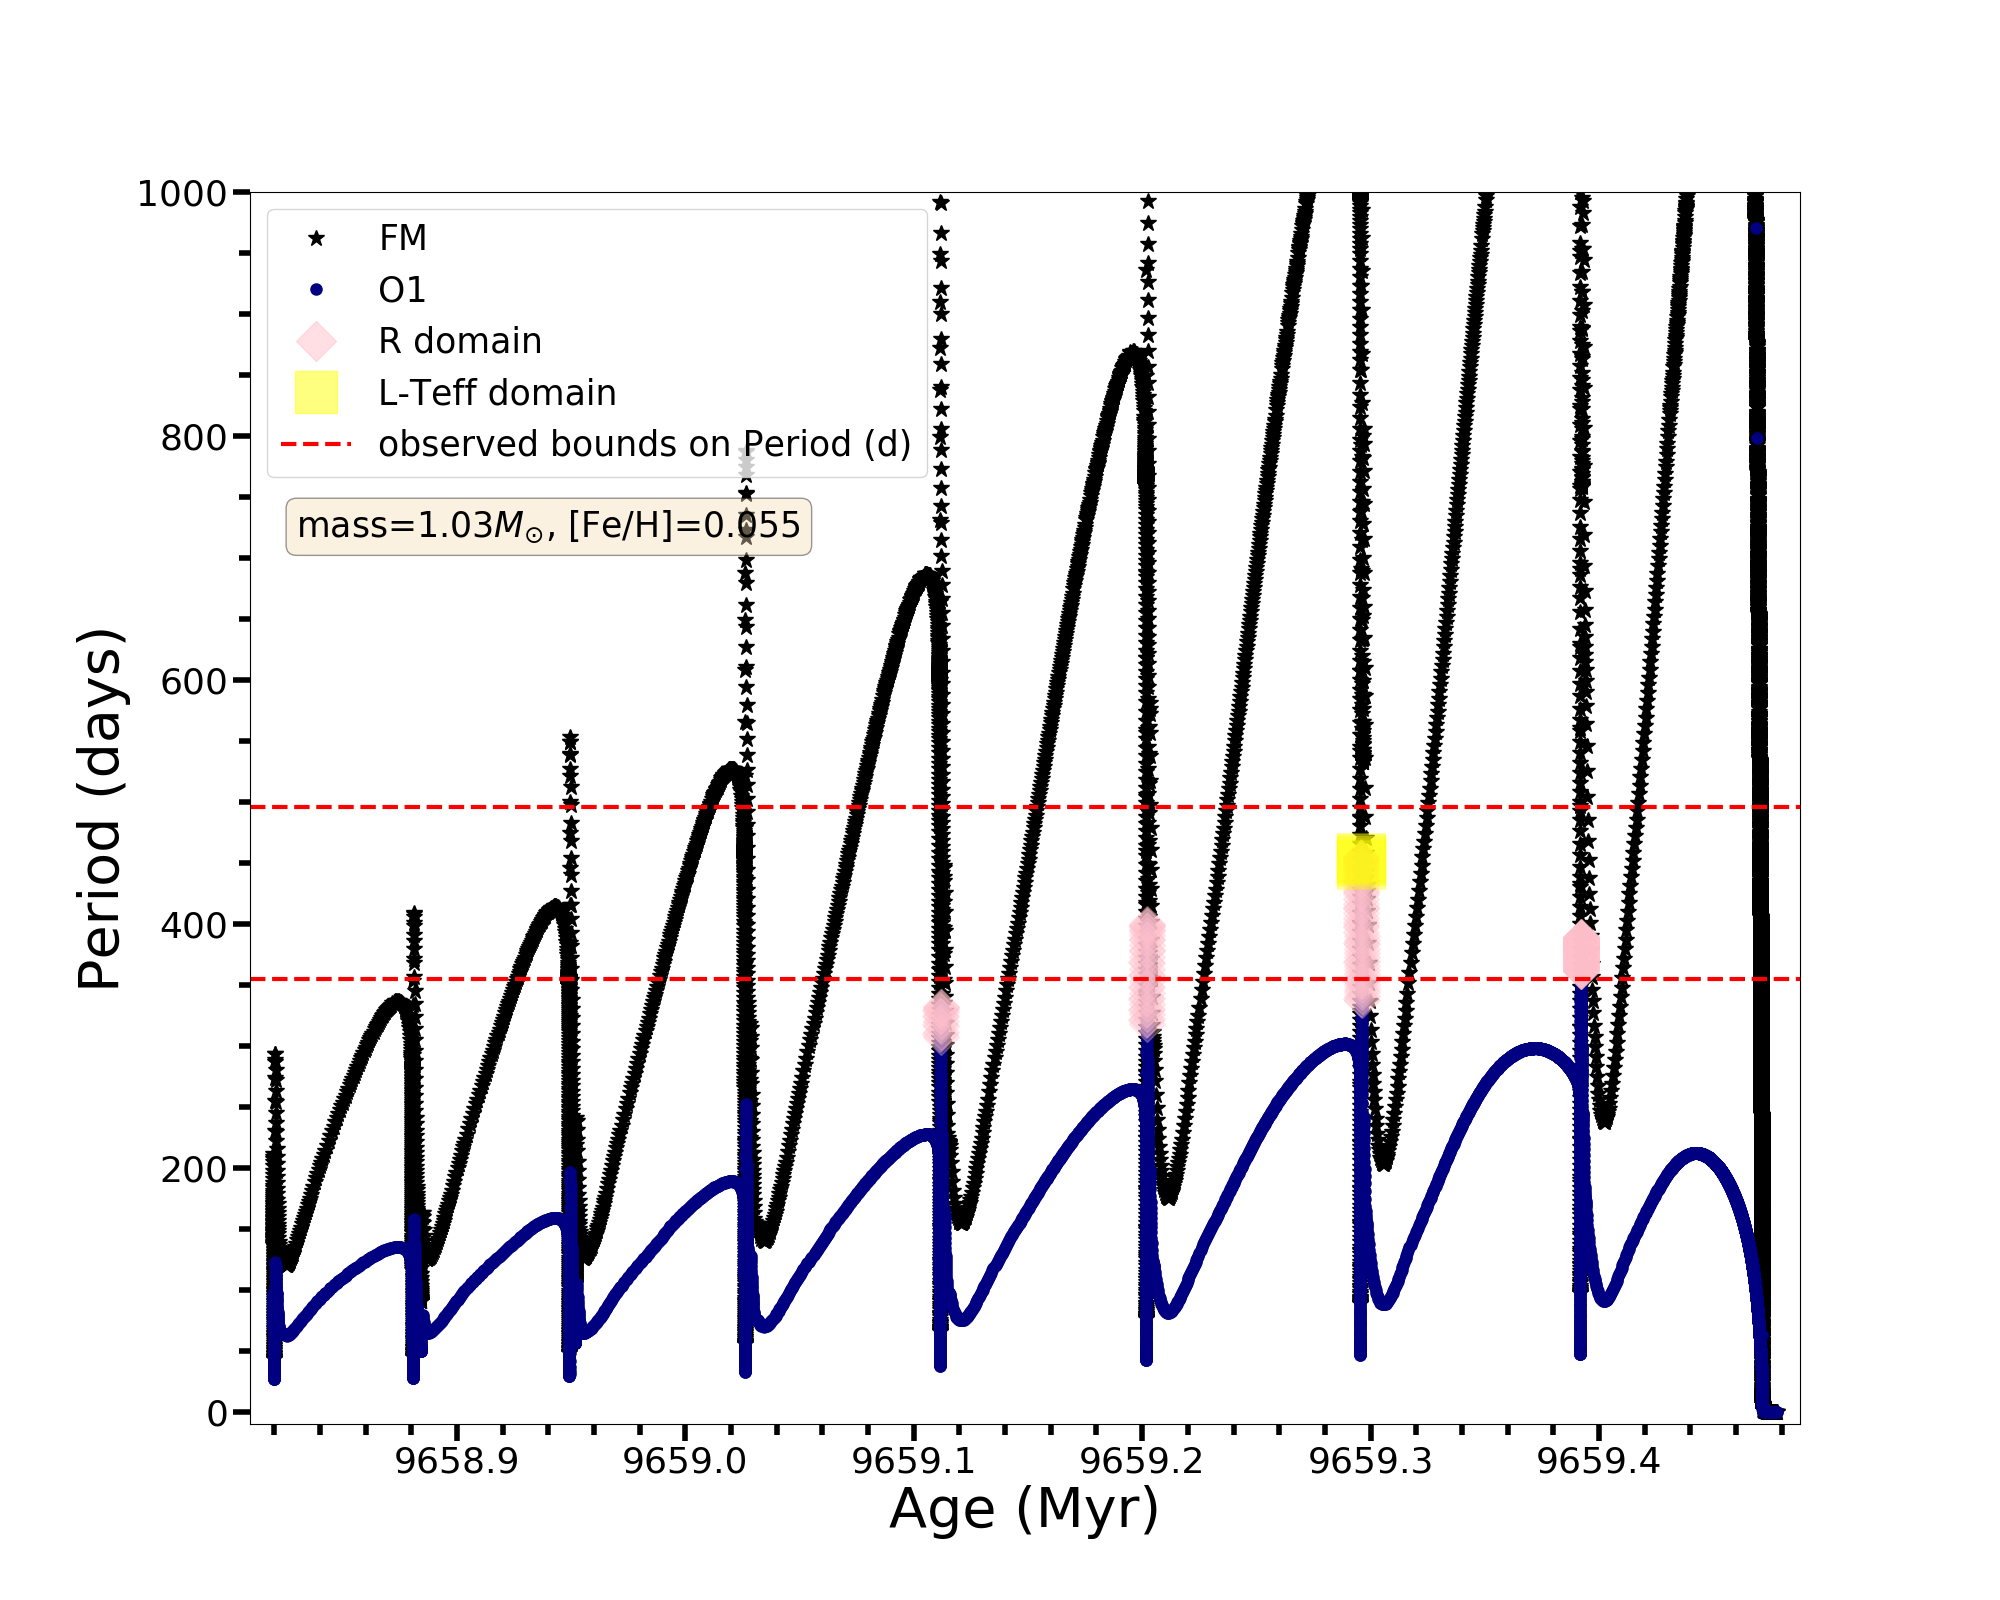 1000
800
600
400
200
0
Period (days)
FM
O1
R domain
L-Teff domain
observed bounds on Period (d)
mass=1.03M⊙, [Fe/H]=0.055
9658.9 9659.0 9659.1 9659.2 9659.3 9659.4
Age (Myr)